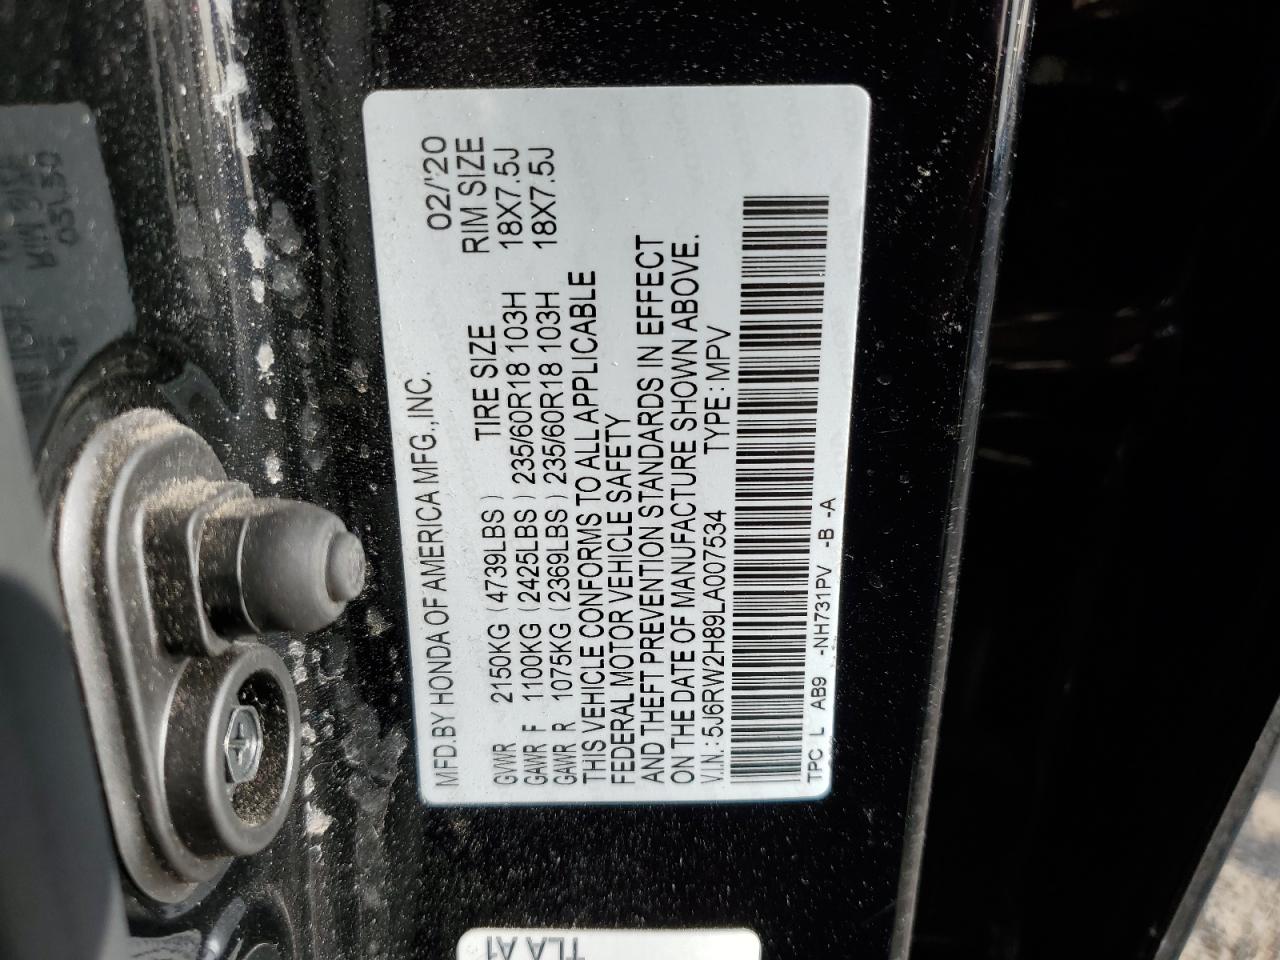 MFD.BY HONDA OF AMERICA MFG.,INC. 02/'20
TIRE SIZE RIM SIZE
GVWR 2150KG (4739LBS)
GAWR F 1100KG (2425LBS) 235/60R18 103H 18X7.5J
GAWR R 1075KG (2369LBS) 235/60R18 103H 18X7.5J
THIS VEHICLE CONFORMS TO ALL APPLICABLE
FEDERAL MOTOR VEHICLE SAFETY
AND THEFT PREVENTION STANDARDS IN EFFECT
ON THE DATE OF MANUFACTURE SHOWN ABOVE.
V.IN.:5J6RW2H89LA007534 TYPE:MPV
TPC L AB9 -NH731PV -B -A
TLA A1